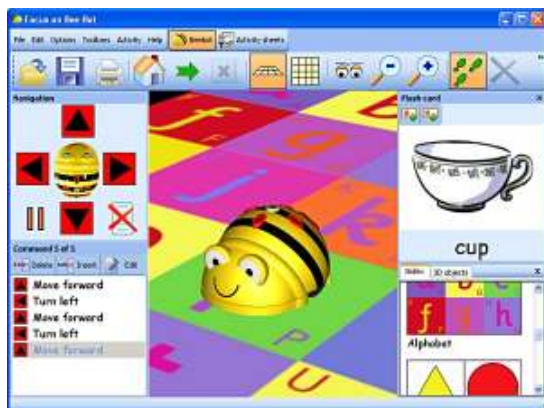 Focus on Bee-Bot
File Edit Options Toolbars Activity Help Beebot Activity sheets
Navigation
Flash card
cup
Command 5 of 5
Delete Insert Edit
Move forward
Turn left
Move forward
Turn left
Move forward
Slides 3D objects
f g h
Alphabet
f
g
j
k
p
u